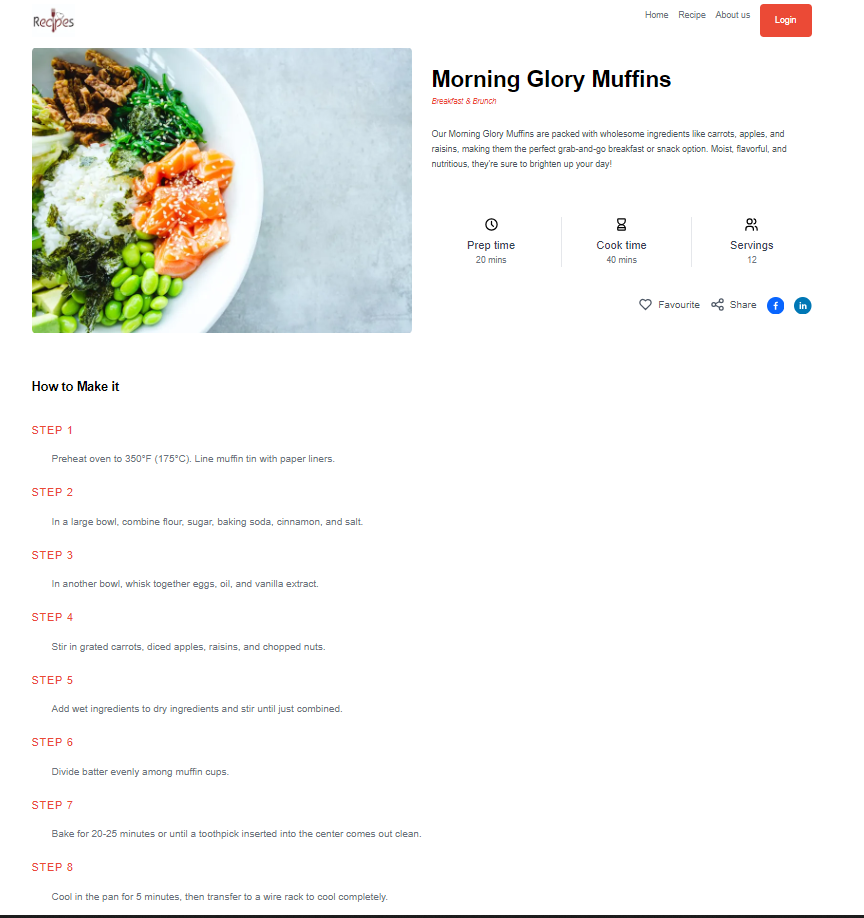 Recipes
Home Recipe About us Login
Morning Glory Muffins
Breakfast & Brunch
Our Morning Glory Muffins are packed with wholesome ingredients like carrots, apples, and
raisins, making them the perfect grab-and-go breakfast or snack option. Moist, flavorful, and
nutritious, they're sure to brighten up your day!
Prep time Cook time Servings
20 mins 40 mins 12
Favourite Share f in
How to Make it
STEP 1
Preheat oven to 350°F (175°C). Line muffin tin with paper liners.
STEP 2
In a large bowl, combine flour, sugar, baking soda, cinnamon, and salt.
STEP 3
In another bowl, whisk together eggs, oil, and vanilla extract.
STEP 4
Stir in grated carrots, diced apples, raisins, and chopped nuts.
STEP 5
Add wet ingredients to dry ingredients and stir until just combined.
STEP 6
Divide batter evenly among muffin cups.
STEP 7
Bake for 20-25 minutes or until a toothpick inserted into the center comes out clean.
STEP 8
Cool in the pan for 5 minutes, then transfer to a wire rack to cool completely.